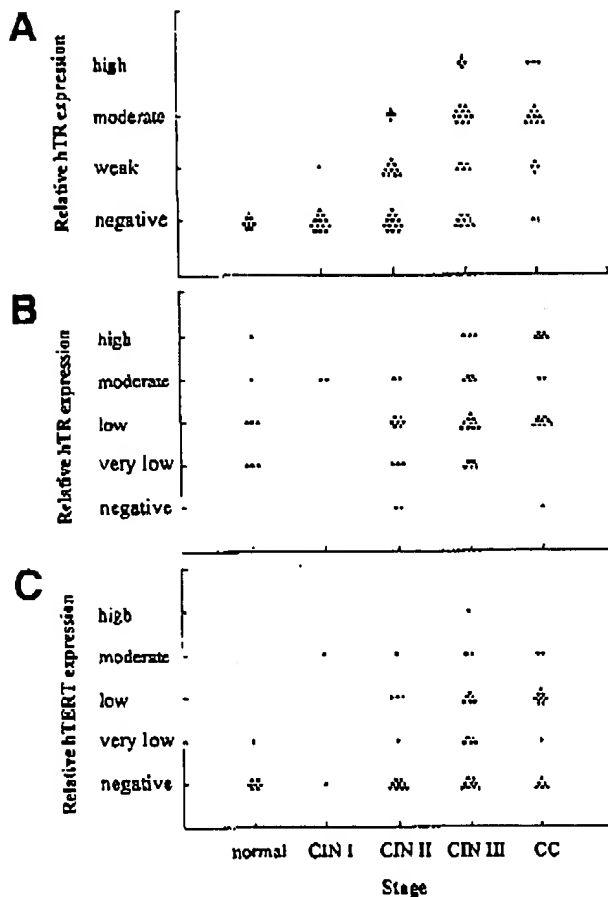 A
Relative hTR expression
high
moderate
weak
negative
B
Relative hTR expression
high
moderate
low
very low
negative
C
Relative hTERT expression
high
moderate
low
very low
negative
normal CIN I CIN II CIN III CC
Stage